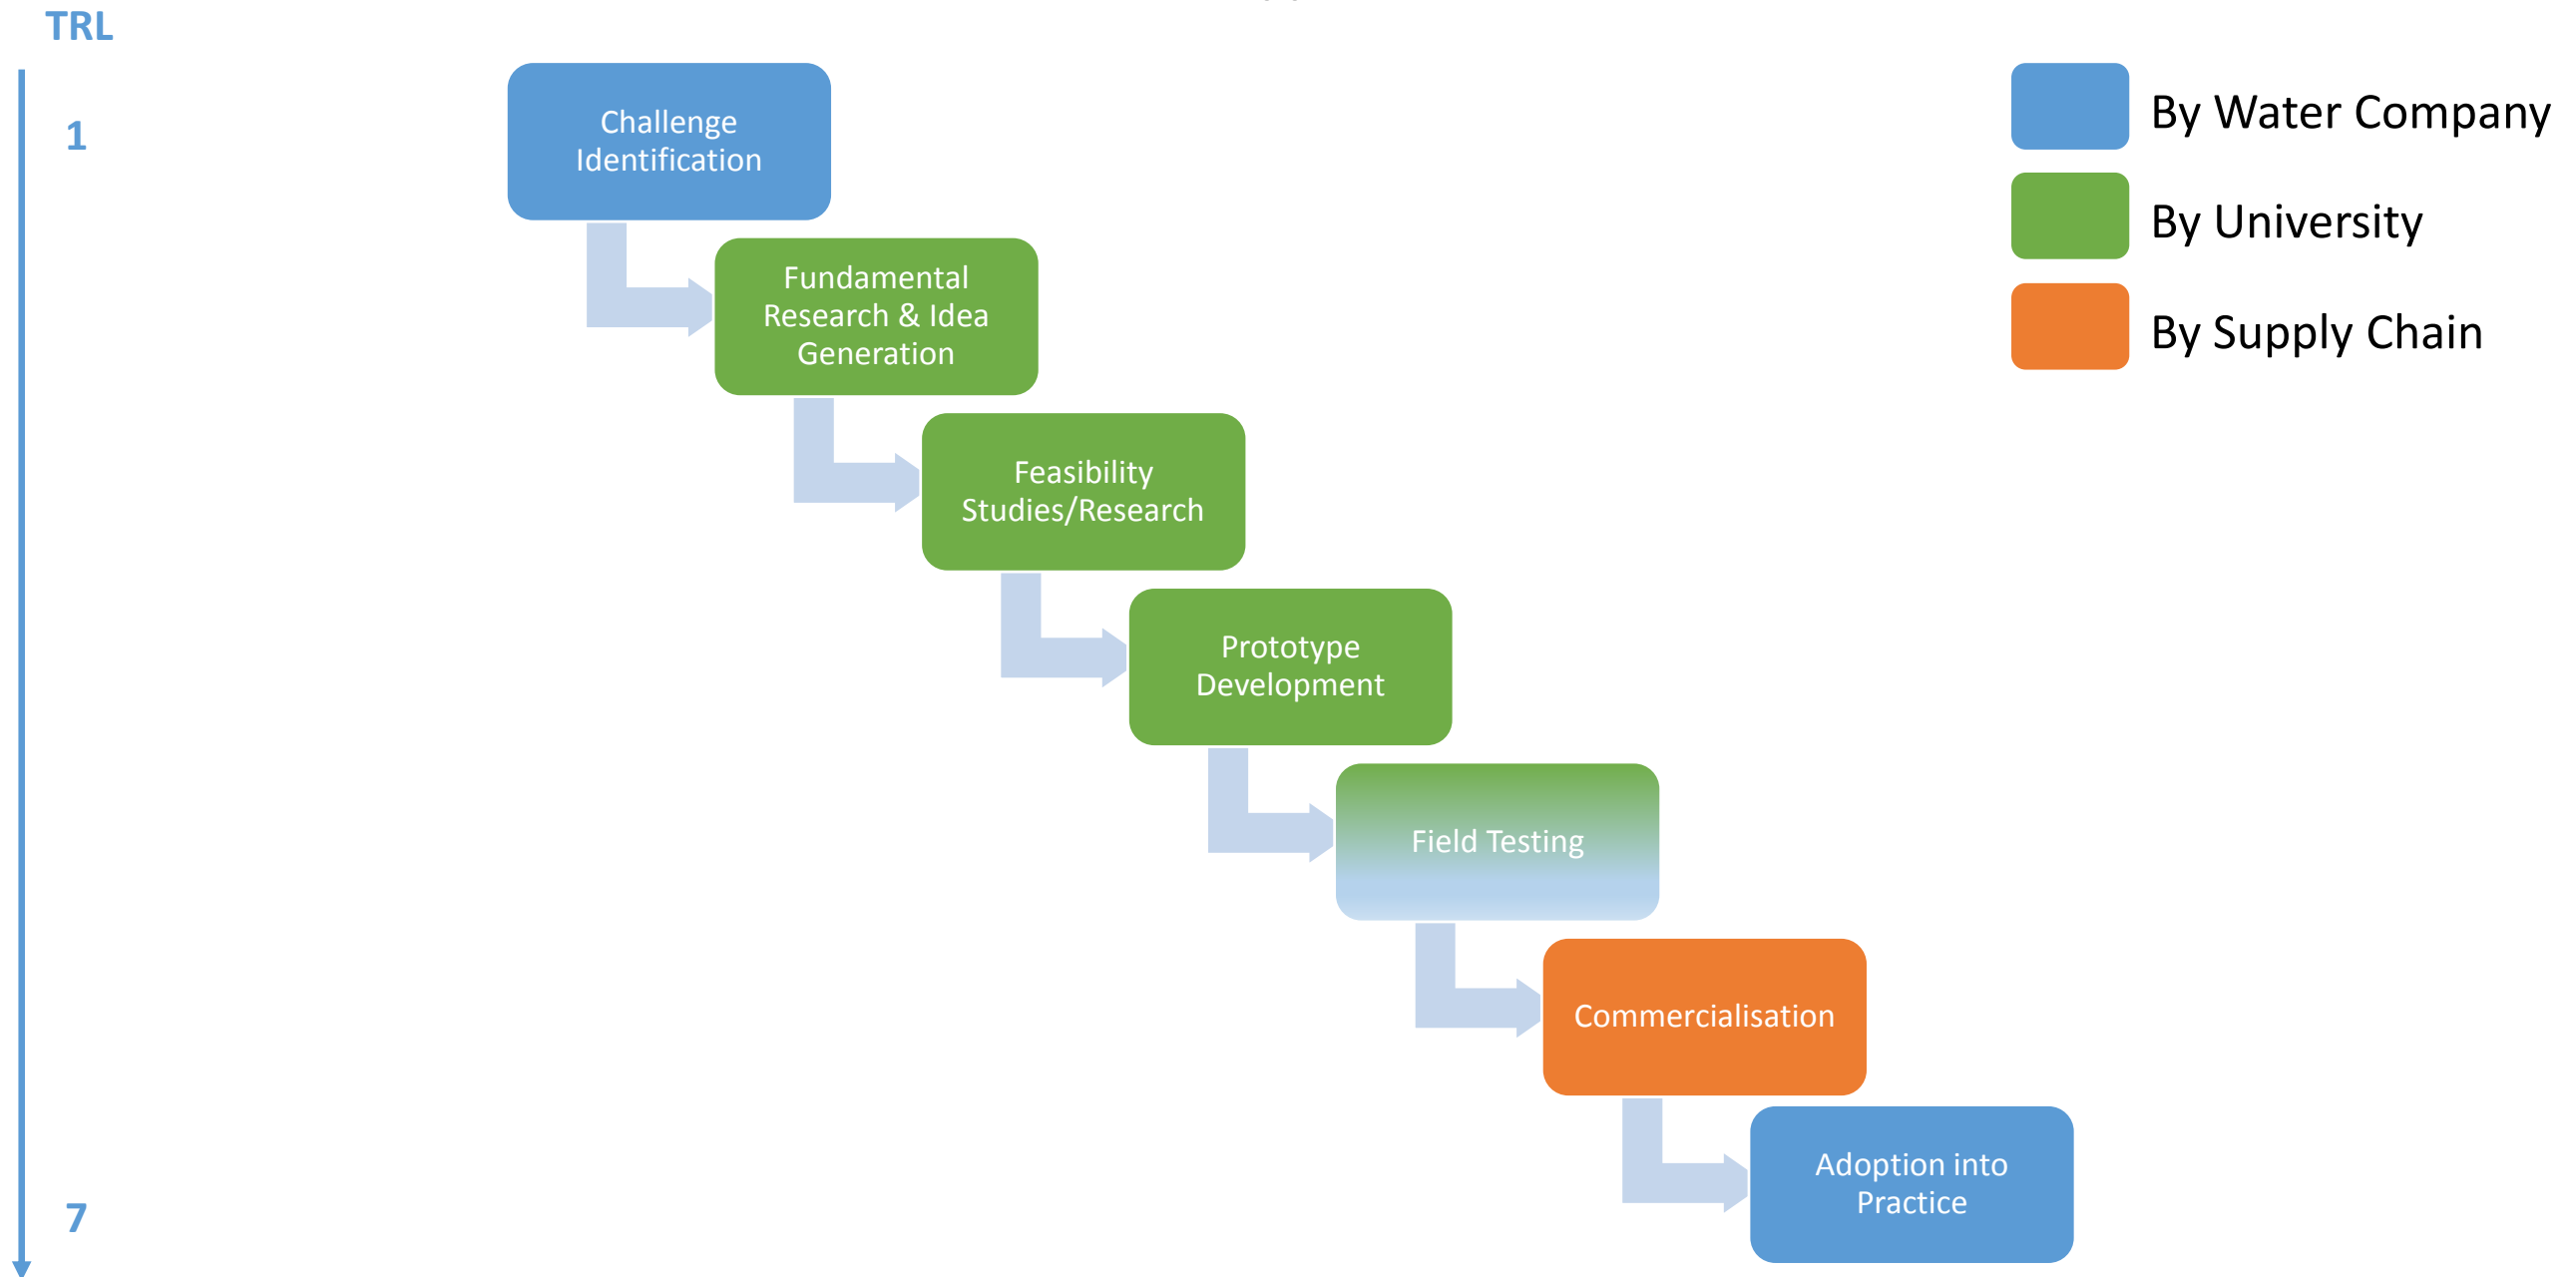 TRL
1
Challenge
Identification
By Water Company
By University
By Supply Chain
Fundamental
Research & Idea
Generation
Feasibility
Studies/Research
Prototype
Development
Field Testing
Commercialisation
Adoption into
Practice
7